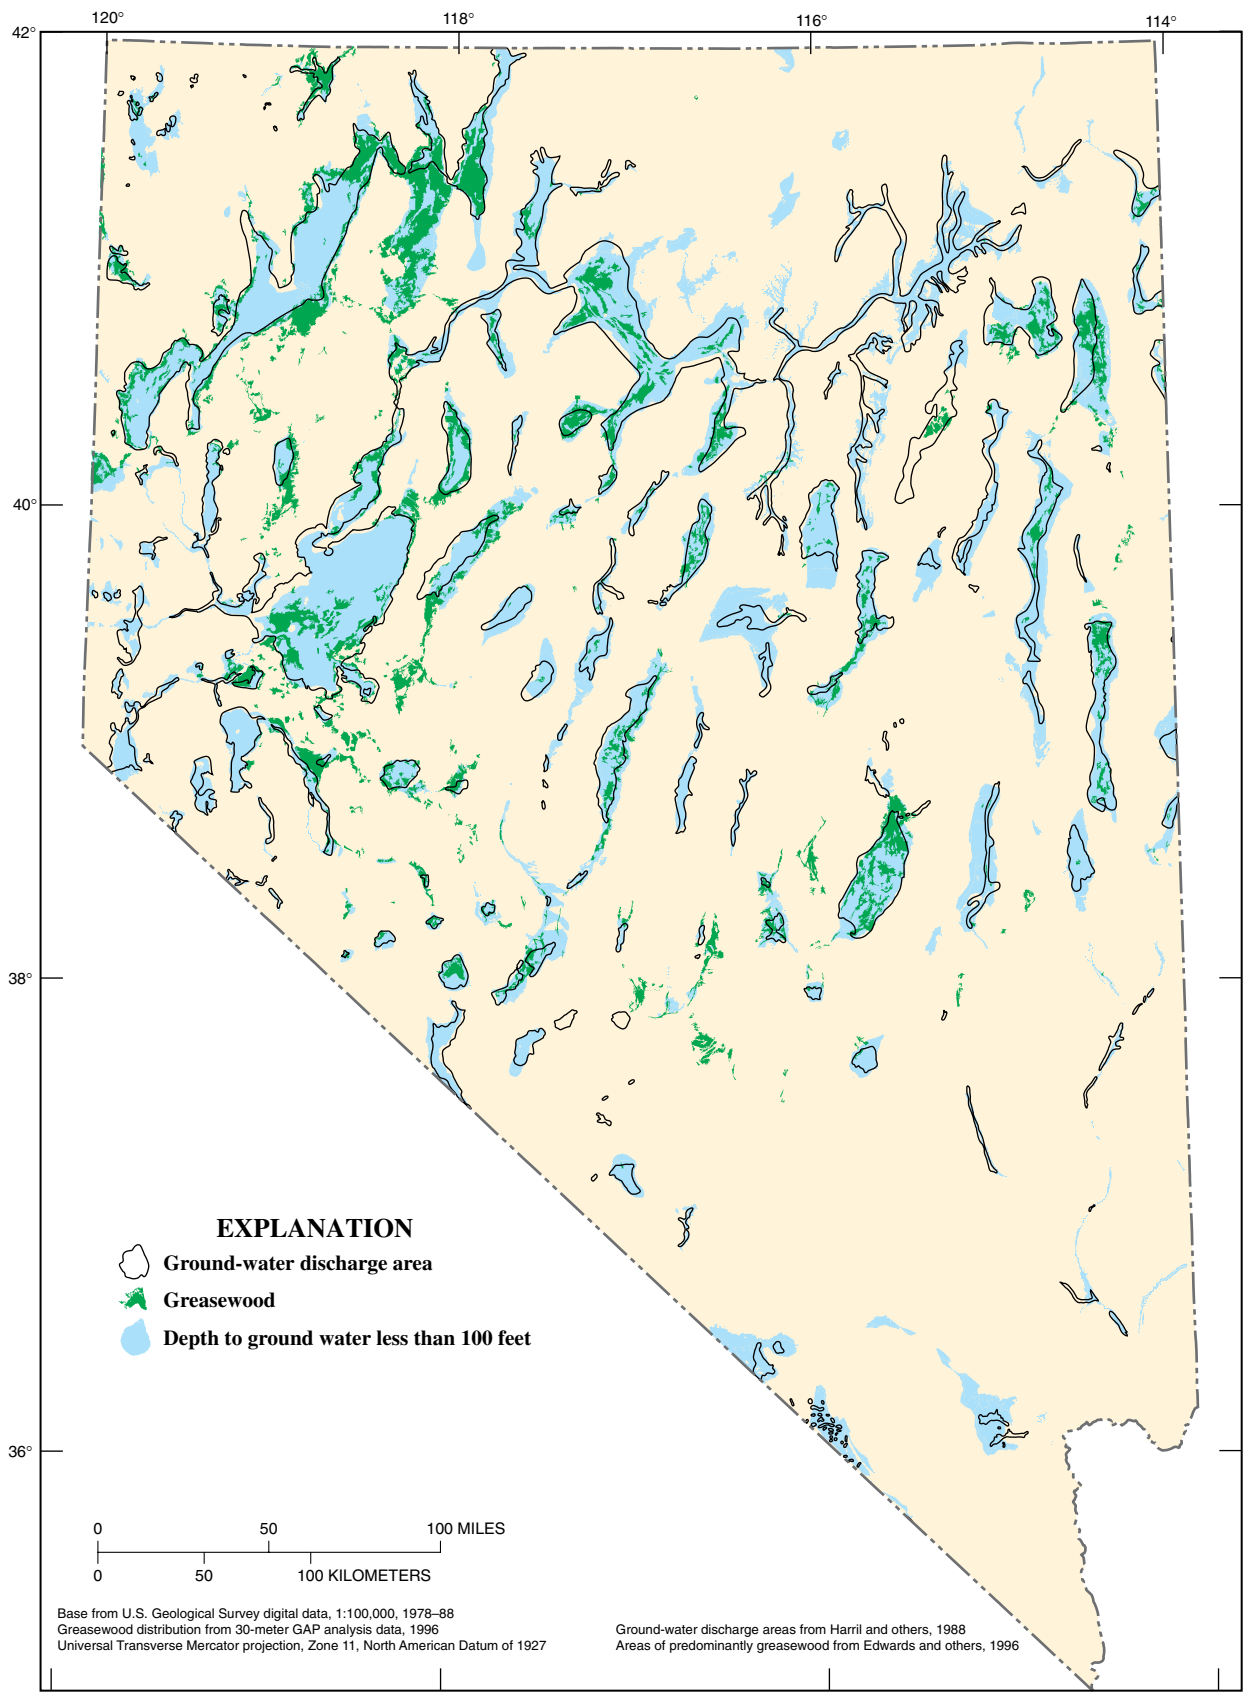 120°
118°
116°
114°
42°
40°
38°
36°
EXPLANATION
Ground-water discharge area
Greasewood
Depth to ground water less than 100 feet
0 50 100 MILES
0 50 100 KILOMETERS
Base from U.S. Geological Survey digital data, 1:100,000, 1978–88
Greasewood distribution from 30-meter GAP analysis data, 1996
Universal Transverse Mercator projection, Zone 11, North American Datum of 1927
Ground-water discharge areas from Harril and others, 1988
Areas of predominantly greasewood from Edwards and others, 1996